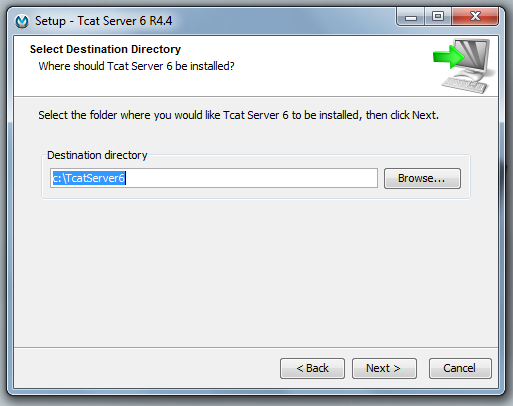 Setup - Tcat Server 6 R4.4
Select Destination Directory
Where should Tcat Server 6 be installed?
Select the folder where you would like Tcat Server 6 to be installed, then click Next.
Destination directory
c:\TcatServer6
Browse...
< Back
Next >
Cancel